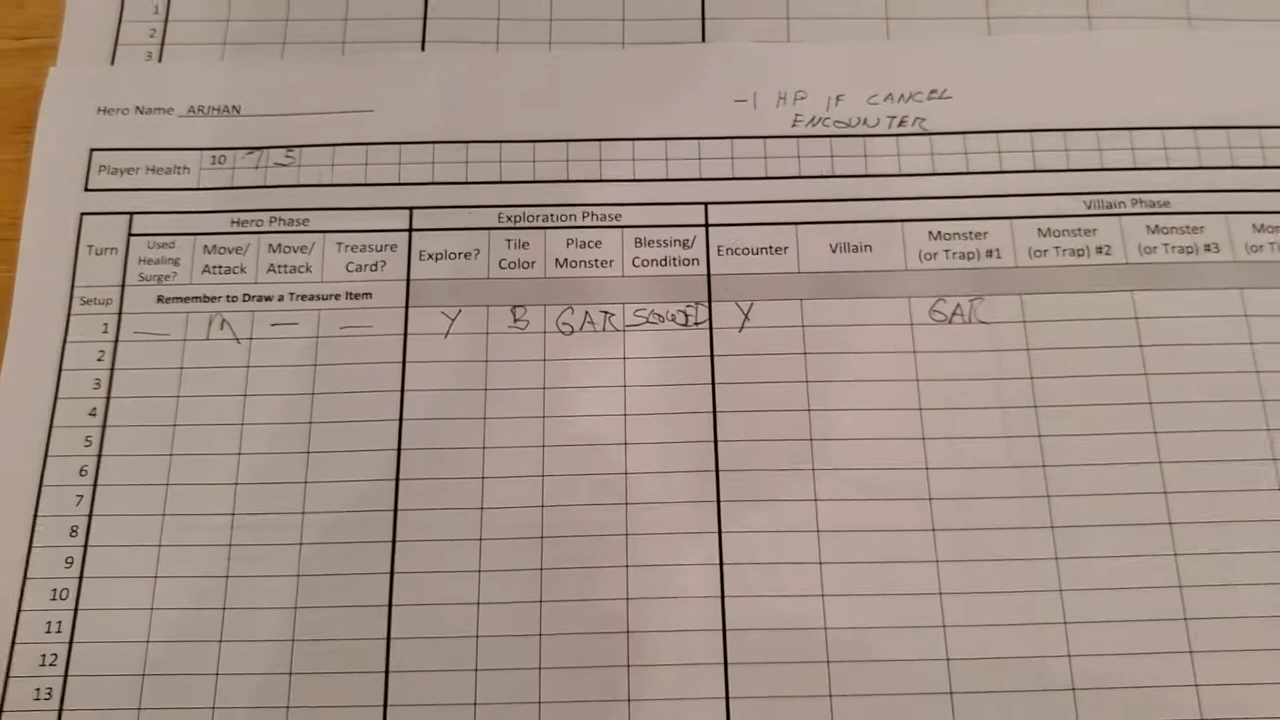 1
2
3
Hero Name ARJHAN
-1 HP IF CANCEL
ENCOUNTER
Player Health 10 7 5
Turn Hero Phase Exploration Phase Villain Phase
Used Healing Surge? Move/ Attack Move/ Attack Treasure Card? Explore? Tile Color Place Monster Blessing/ Condition Encounter Villain Monster (or Trap) #1 Monster (or Trap) #2 Monster (or Trap) #3
Setup Remember to Draw a Treasure Item
1 — M — — Y B GAR SLOWED Y GAR
2
3
4
5
6
7
8
9
10
11
12
13